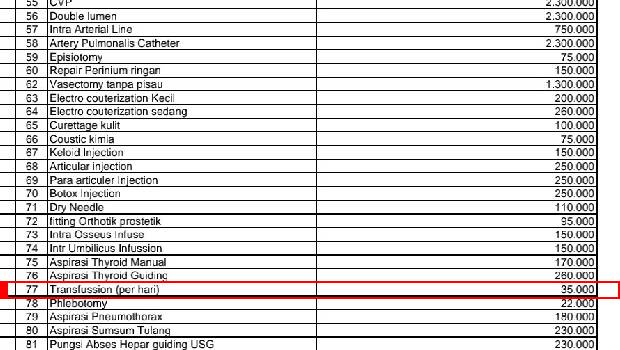 55 CVP 2.300.000
56 Double lumen 2.300.000
57 Intra Arterial Line 750.000
58 Artery Pulmonalis Catheter 2.300.000
59 Episiotomy 75.000
60 Repair Perinium ringan 150.000
62 Vasectomy tanpa pisau 1.300.000
63 Electro couterization Kecil 200.000
64 Electro couterization sedang 260.000
65 Curettage kulit 100.000
66 Coustic kimia 75.000
67 Keloid Injection 150.000
68 Articular injection 250.000
69 Para articuler Injection 250.000
70 Botox Injection 250.000
71 Dry Needle 110.000
72 fitting Orthotik prostetik 95.000
73 Intra Osseus Infuse 150.000
74 Intr Umbilicus Infussion 150.000
75 Aspirasi Thyroid Manual 170.000
76 Aspirasi Thyroid Guiding 260.000
77 Transfussion (per hari) 35.000
78 Phlebotomy 22.000
79 Aspirasi Pneumothorax 180.000
80 Aspirasi Sumsum Tulang 230.000
81 Pungsi Abses Hepar guiding USG 230.000